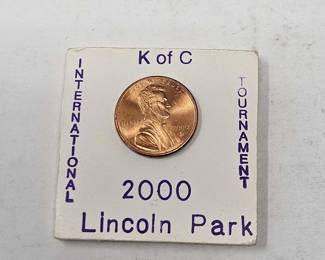 K of C
INTERNATIONAL
TOURNAMENT
2000
Lincoln Park